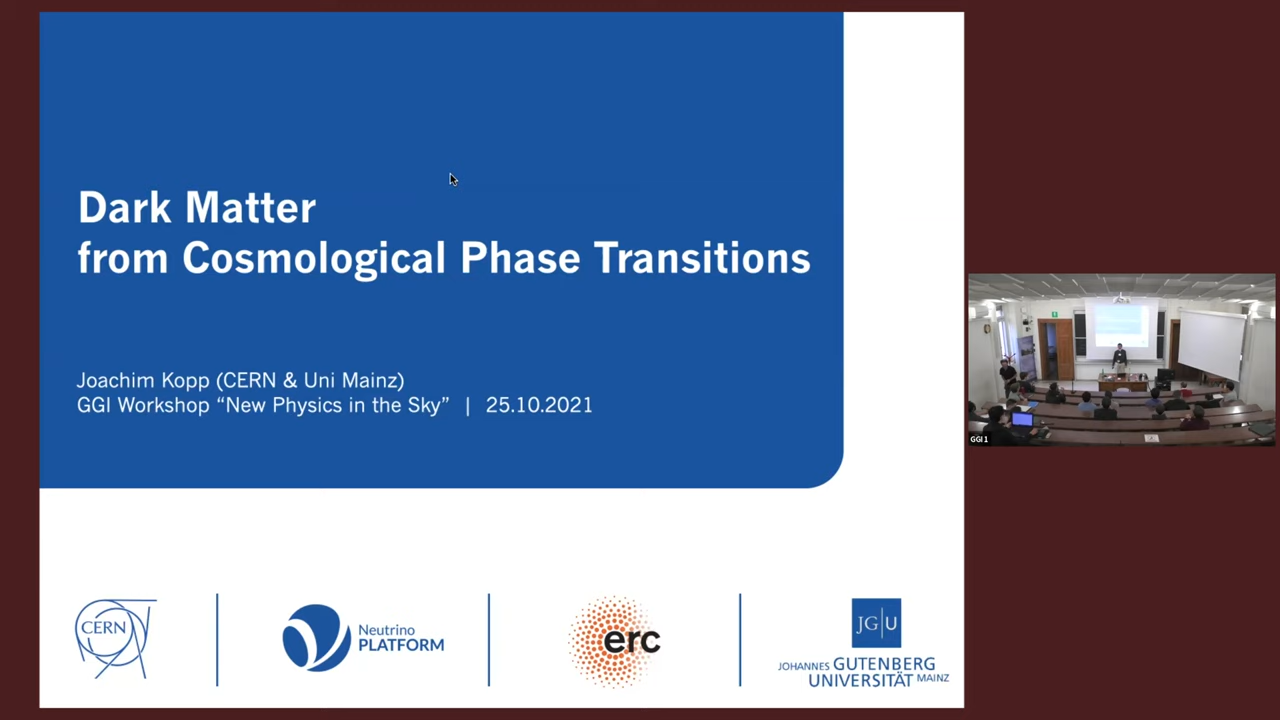 Dark Matter
from Cosmological Phase Transitions
Joachim Kopp (CERN & Uni Mainz)
GGI Workshop “New Physics in the Sky” | 25.10.2021
CERN
Neutrino
PLATFORM
erc
JG|U
JOHANNES GUTENBERG
UNIVERSITÄT MAINZ
GGI 1